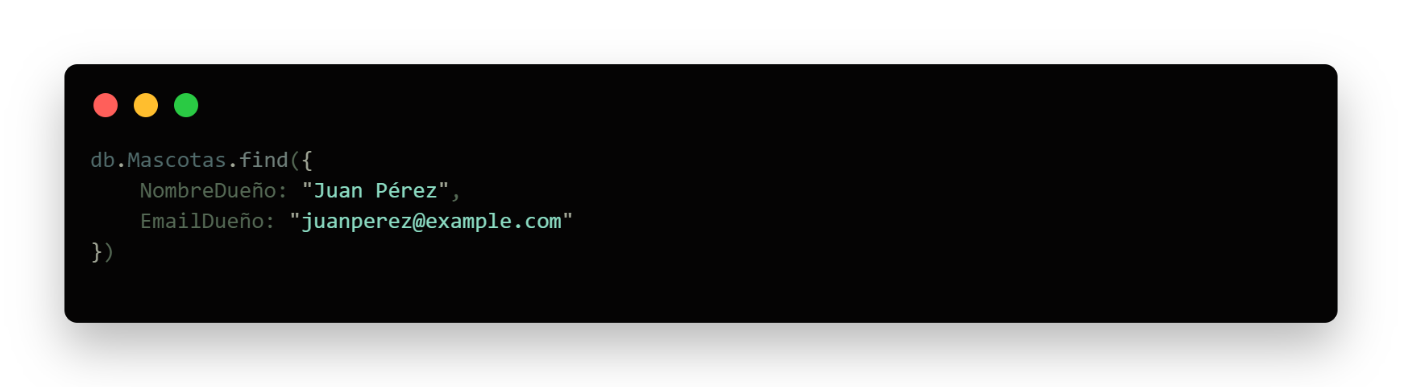 db.Mascotas.find({
    NombreDueño: "Juan Pérez",
    EmailDueño: "juanperez@example.com"
})